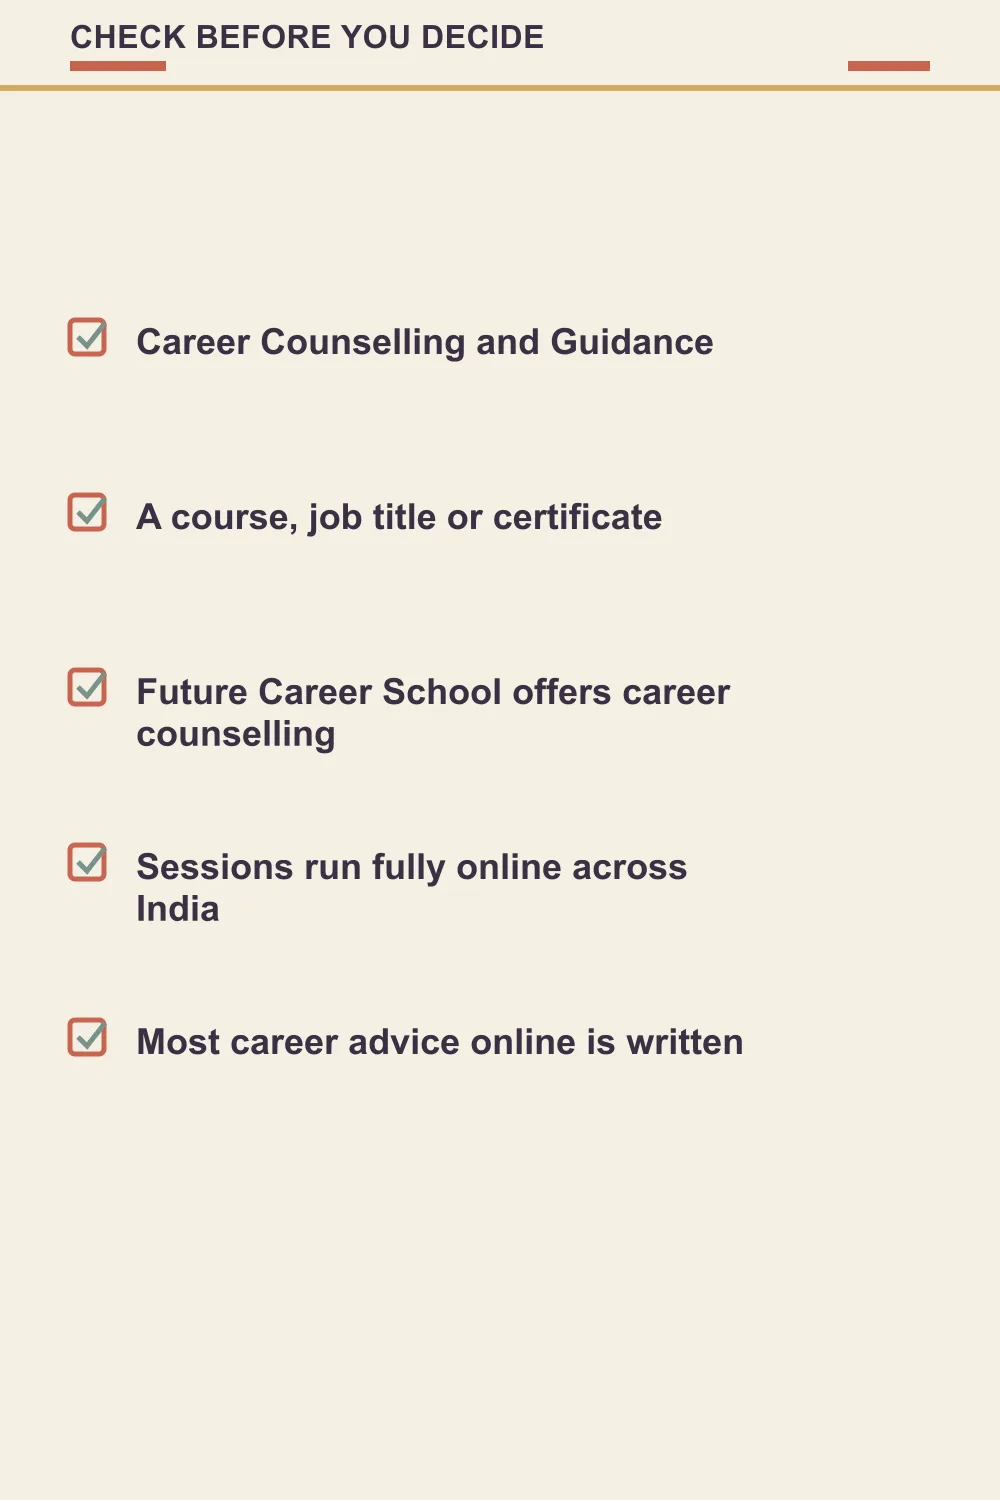 CHECK BEFORE YOU DECIDE
Career Counselling and Guidance
A course, job title or certificate
Future Career School offers career
counselling
Sessions run fully online across
India
Most career advice online is written